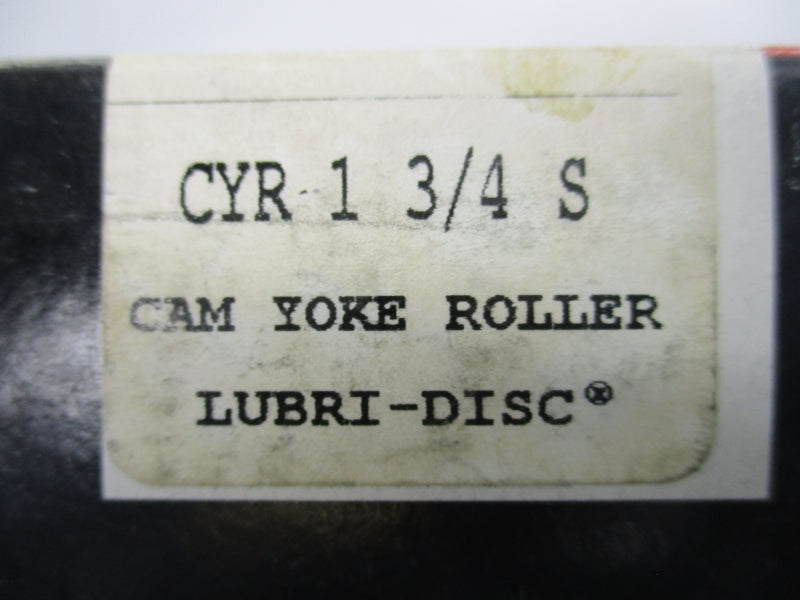 CYR 1 3/4 S
CAM YOKE ROLLER
LUBRI-DISC®